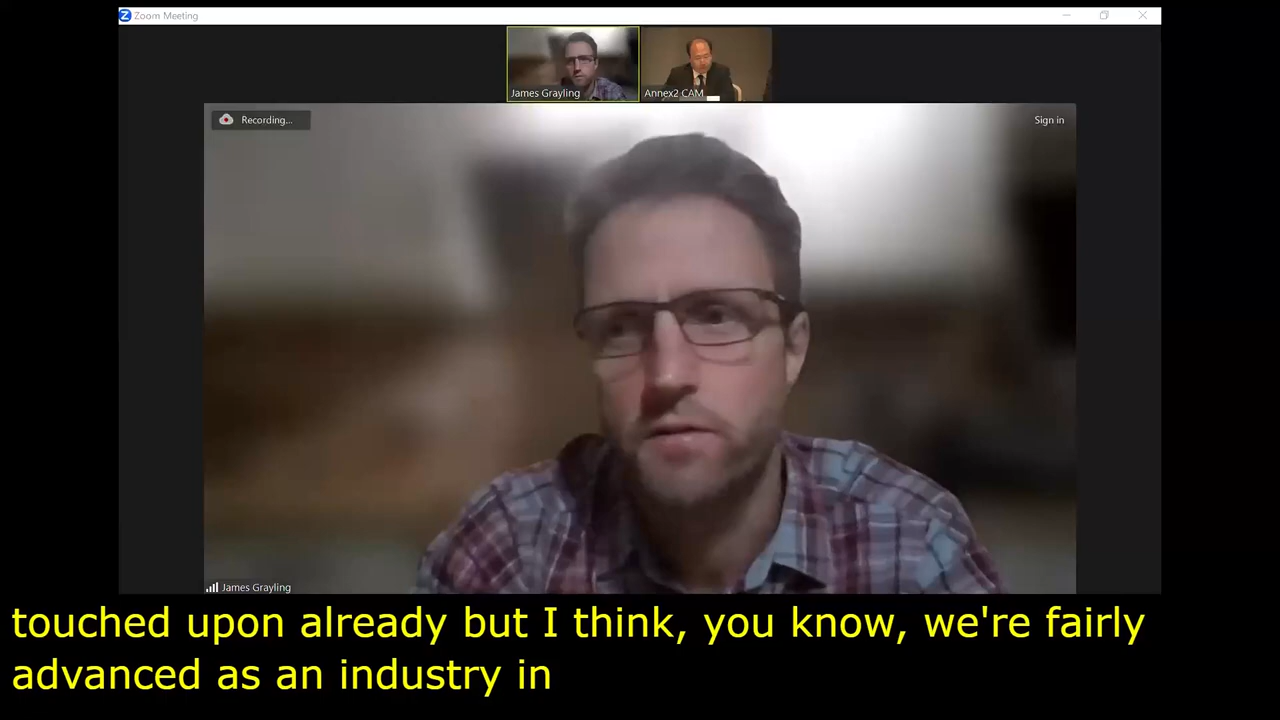 Zoom Meeting
James Grayling
Annex2 CAM
Recording...
Sign in
James Grayling
touched upon already but I think, you know, we're fairly
advanced as an industry in